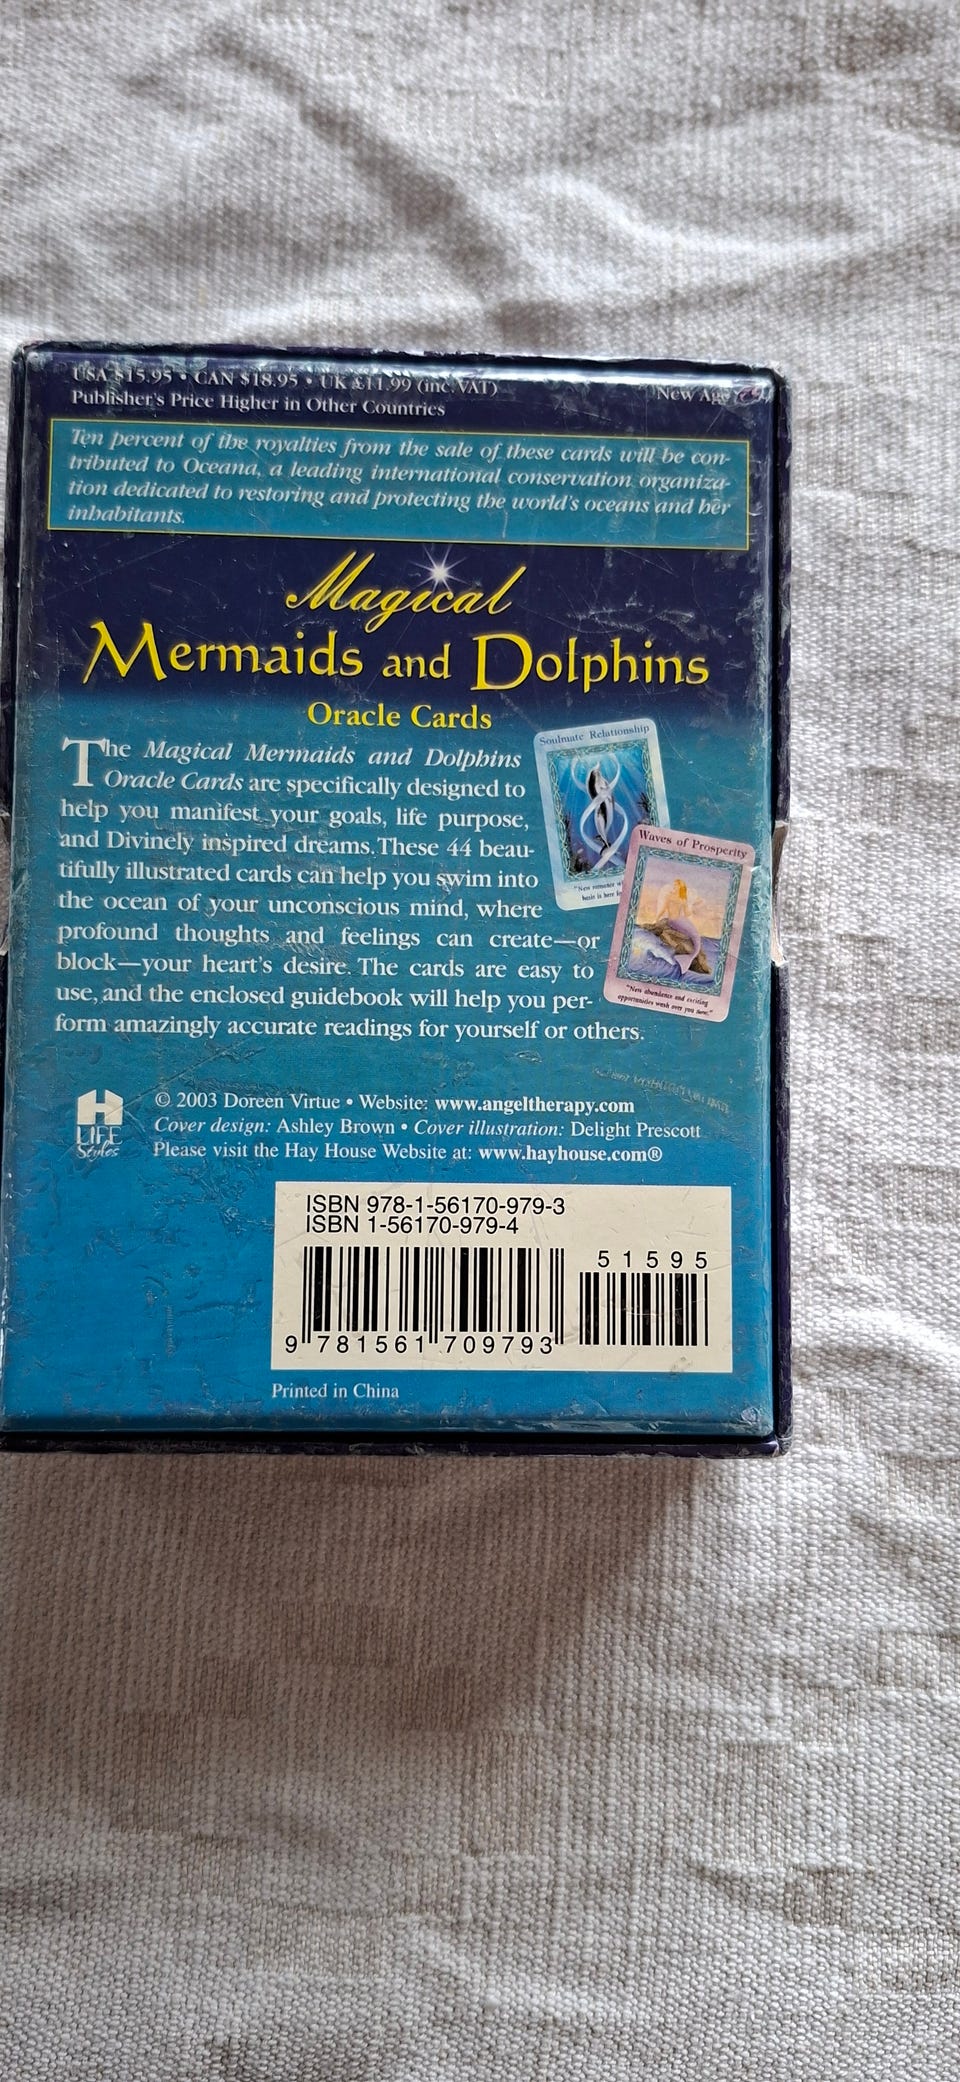 USA $15.95 • CAN $18.95 • UK £11.99 (inc. VAT)
New Age
Publisher's Price Higher in Other Countries
Ten percent of the royalties from the sale of these cards will be con-
tributed to Oceana, a leading international conservation organiza-
tion dedicated to restoring and protecting the world's oceans and her
inhabitants.
Magical
Mermaids and Dolphins
Oracle Cards
The Magical Mermaids and Dolphins
Oracle Cards are specifically designed to
help you manifest your goals, life purpose,
and Divinely inspired dreams. These 44 beau-
tifully illustrated cards can help you swim into
the ocean of your unconscious mind, where
profound thoughts and feelings can create—or
block—your heart's desire. The cards are easy to
use, and the enclosed guidebook will help you per-
form amazingly accurate readings for yourself or others.
Soulmate Relationship
"New romance
basis is here
Waves of Prosperity
"New abundance and exciting
opportunities wash over you now."
H
LIFE
Styles
© 2003 Doreen Virtue • Website: www.angeltherapy.com
Cover design: Ashley Brown • Cover illustration: Delight Prescott
Please visit the Hay House Website at: www.hayhouse.com®
ISBN 978-1-56170-979-3
ISBN 1-56170-979-4
51595
9 781561 709793
Printed in China